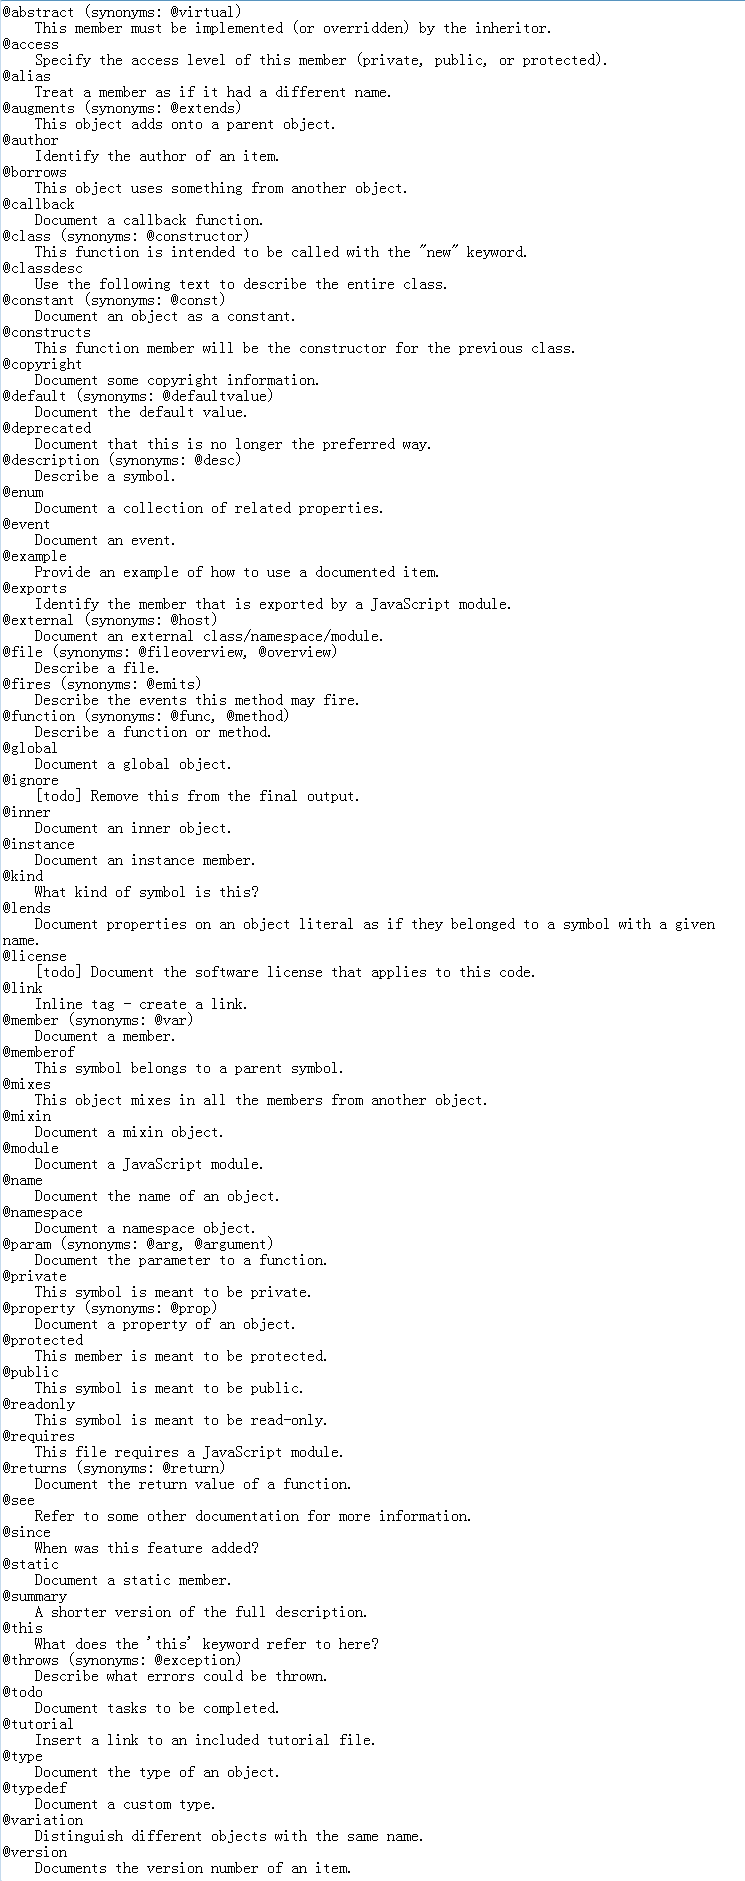 @abstract (synonyms: @virtual)
This member must be implemented (or overridden) by the inheritor.
@access
Specify the access level of this member (private, public, or protected).
@alias
Treat a member as if it had a different name.
@augments (synonyms: @extends)
This object adds onto a parent object.
@author
Identify the author of an item.
@borrows
This object uses something from another object.
@callback
Document a callback function.
@class (synonyms: @constructor)
This function is intended to be called with the "new" keyword.
@classdesc
Use the following text to describe the entire class.
@constant (synonyms: @const)
Document an object as a constant.
@constructs
This function member will be the constructor for the previous class.
@copyright
Document some copyright information.
@default (synonyms: @defaultvalue)
Document the default value.
@deprecated
Document that this is no longer the preferred way.
@description (synonyms: @desc)
Describe a symbol.
@enum
Document a collection of related properties.
@event
Document an event.
@example
Provide an example of how to use a documented item.
@exports
Identify the member that is exported by a JavaScript module.
@external (synonyms: @host)
Document an external class/namespace/module.
@file (synonyms: @fileoverview, @overview)
Describe a file.
@fires (synonyms: @emits)
Describe the events this method may fire.
@function (synonyms: @func, @method)
Describe a function or method.
@global
Document a global object.
@ignore
[todo] Remove this from the final output.
@inner
Document an inner object.
@instance
Document an instance member.
@kind
What kind of symbol is this?
@lends
Document properties on an object literal as if they belonged to a symbol with a given
name.
@license
[todo] Document the software license that applies to this code.
@link
Inline tag - create a link.
@member (synonyms: @var)
Document a member.
@memberof
This symbol belongs to a parent symbol.
@mixes
This object mixes in all the members from another object.
@mixin
Document a mixin object.
@module
Document a JavaScript module.
@name
Document the name of an object.
@namespace
Document a namespace object.
@param (synonyms: @arg, @argument)
Document the parameter to a function.
@private
This symbol is meant to be private.
@property (synonyms: @prop)
Document a property of an object.
@protected
This member is meant to be protected.
@public
This symbol is meant to be public.
@readonly
This symbol is meant to be read-only.
@requires
This file requires a JavaScript module.
@returns (synonyms: @return)
Document the return value of a function.
@see
Refer to some other documentation for more information.
@since
When was this feature added?
@static
Document a static member.
@summary
A shorter version of the full description.
@this
What does the 'this' keyword refer to here?
@throws (synonyms: @exception)
Describe what errors could be thrown.
@todo
Document tasks to be completed.
@tutorial
Insert a link to an included tutorial file.
@type
Document the type of an object.
@typedef
Document a custom type.
@variation
Distinguish different objects with the same name.
@version
Documents the version number of an item.